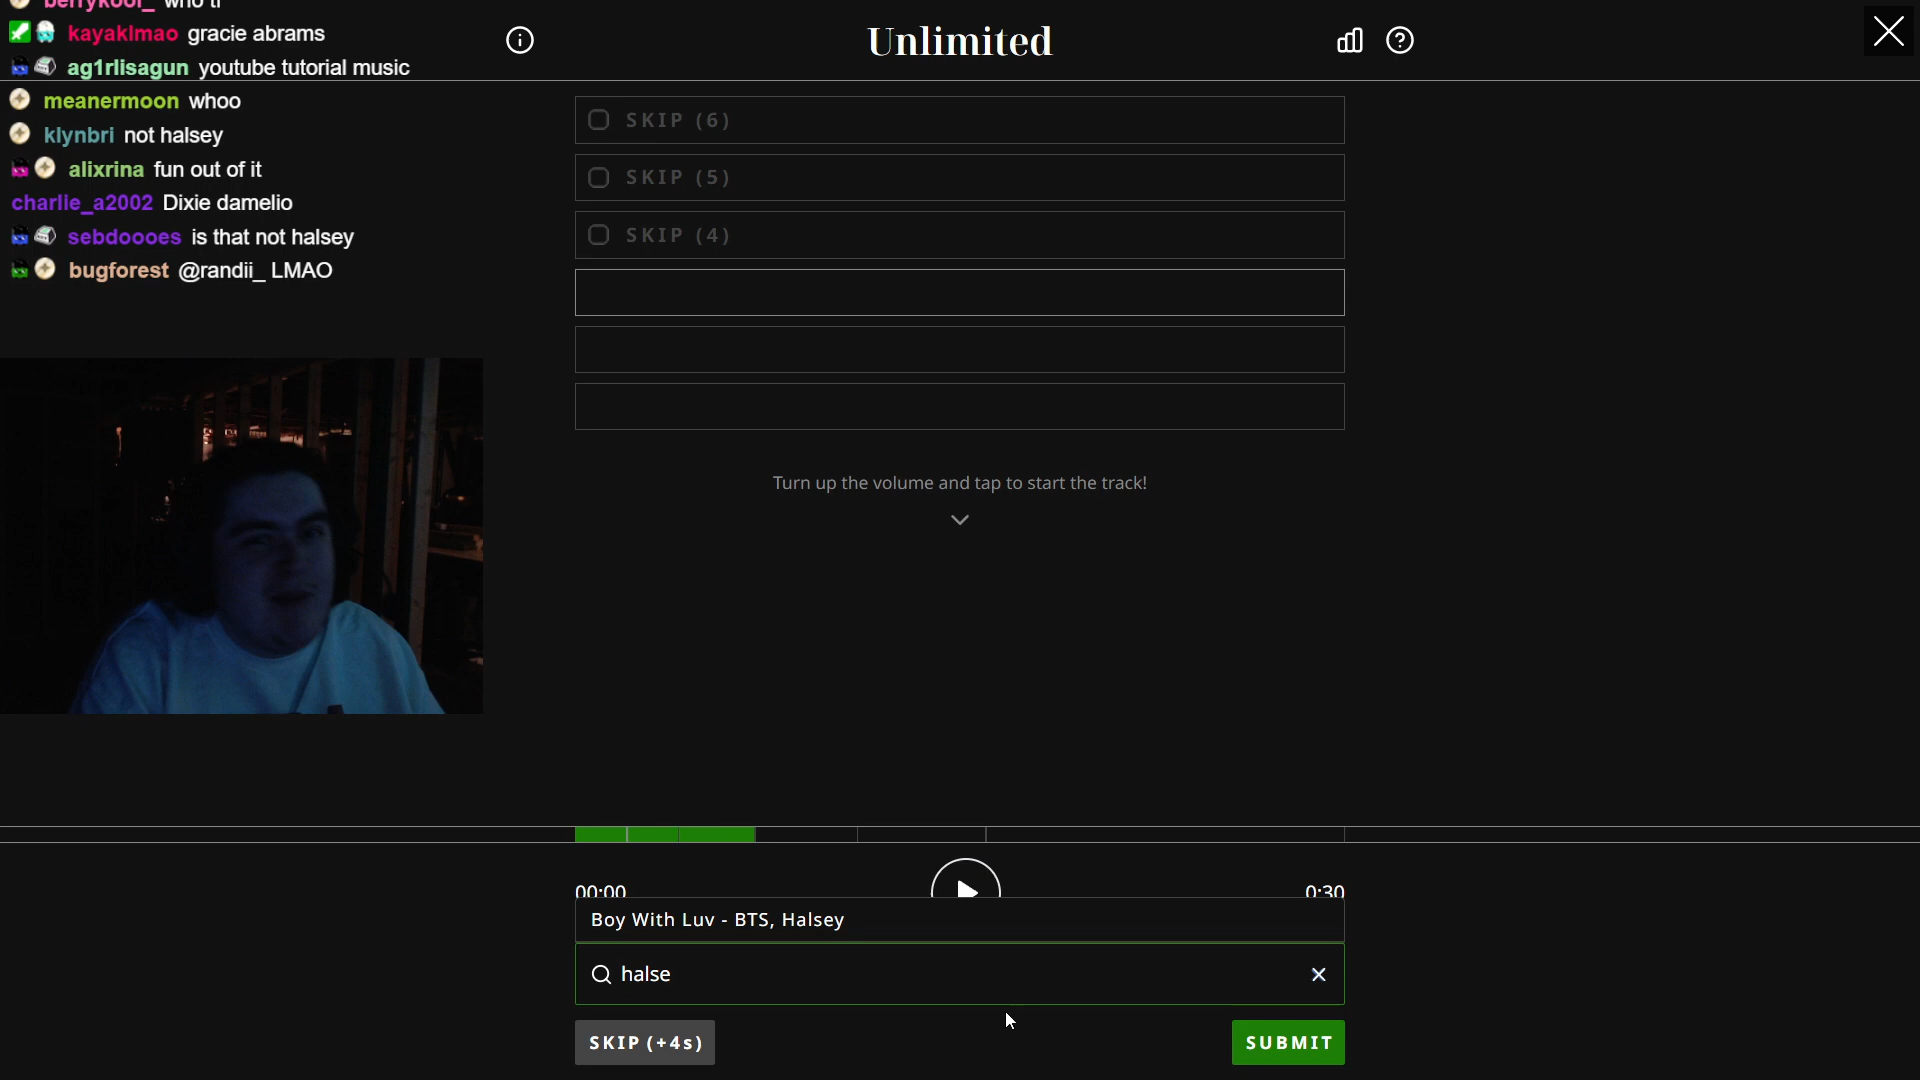 berrykool_ who tf
kayaklmao gracie abrams
ag1rlisagun youtube tutorial music
meanermoon whoo
klynbri not halsey
alixrina fun out of it
charlie_a2002 Dixie damelio
sebdoooes is that not halsey
bugforest @randii_ LMAO
Unlimited
SKIP (6)
SKIP (5)
SKIP (4)
Turn up the volume and tap to start the track!
00:00
0:30
Boy With Luv - BTS, Halsey
halse
SKIP (+4s)
SUBMIT